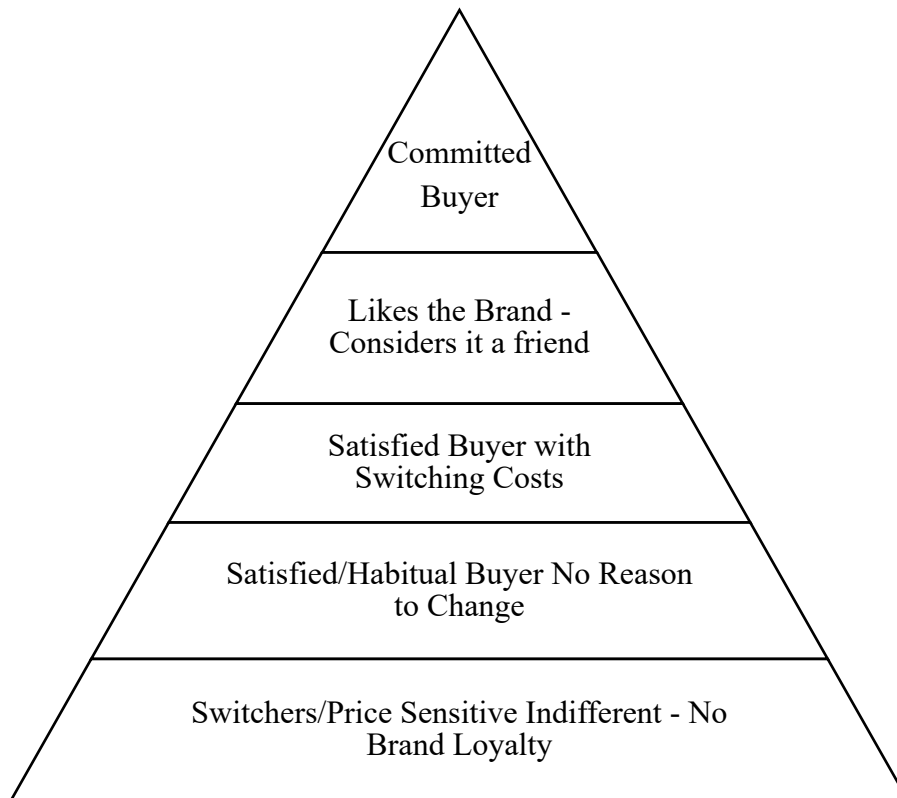 Committed
Buyer
Likes the Brand -
Considers it a friend
Satisfied Buyer with
Switching Costs
Satisfied/Habitual Buyer No Reason
to Change
Switchers/Price Sensitive Indifferent - No
Brand Loyalty